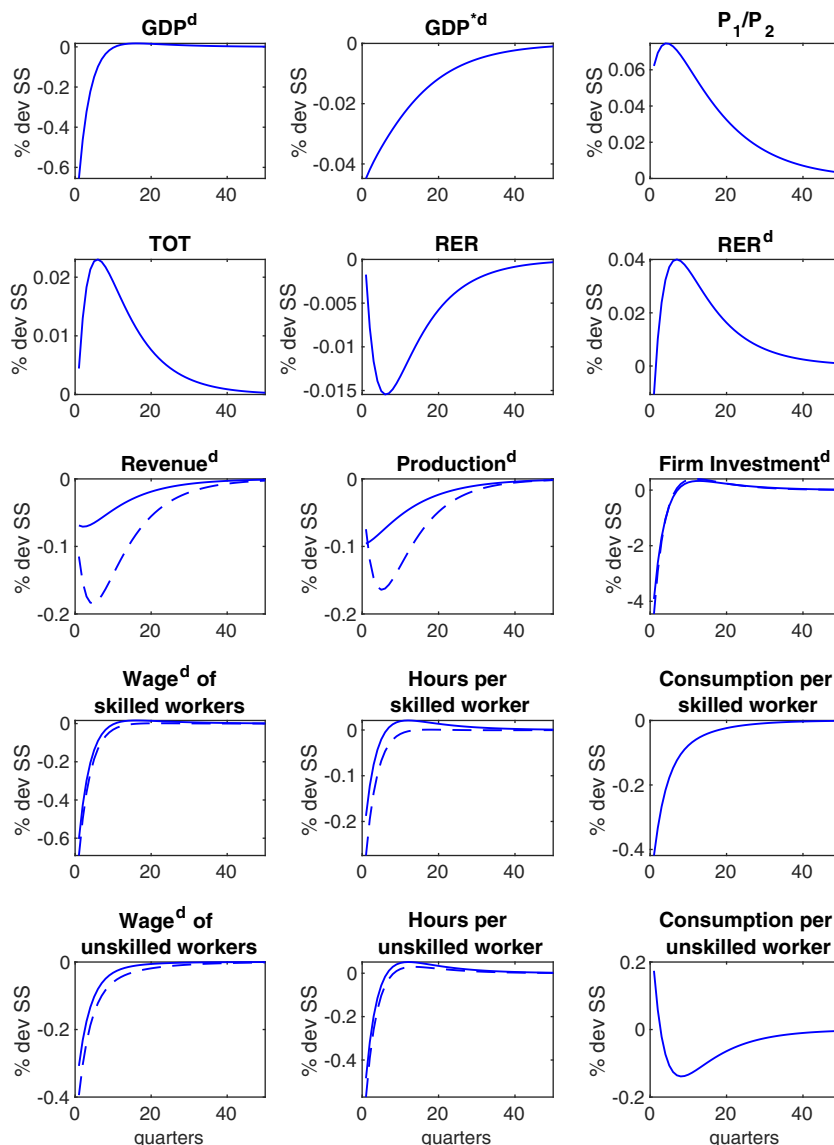 GDP^d
GDP^{*d}
P_1/P_2
% dev SS
0
-0.2
-0.4
-0.6
0 20 40
% dev SS
0
-0.02
-0.04
0 20 40
% dev SS
0.06
0.04
0.02
0
0 20 40
TOT
RER
RER^d
% dev SS
0.02
0.01
0
0 20 40
% dev SS
0
-0.005
-0.01
-0.015
0 20 40
% dev SS
0.04
0.02
0
0 20 40
Revenue^d
Production^d
Firm Investment^d
% dev SS
0
-0.1
-0.2
0 20 40
% dev SS
0
-0.1
-0.2
0 20 40
% dev SS
0
-2
-4
0 20 40
Wage^d of
skilled workers
Hours per
skilled worker
Consumption per
skilled worker
% dev SS
0
-0.2
-0.4
-0.6
0 20 40
% dev SS
0
-0.1
-0.2
0 20 40
% dev SS
0
-0.2
-0.4
0 20 40
Wage^d of
unskilled workers
Hours per
unskilled worker
Consumption per
unskilled worker
% dev SS
0
-0.2
-0.4
0 20 40
quarters
% dev SS
0
-0.2
-0.4
0 20 40
quarters
% dev SS
0.2
0
-0.2
0 20 40
quarters